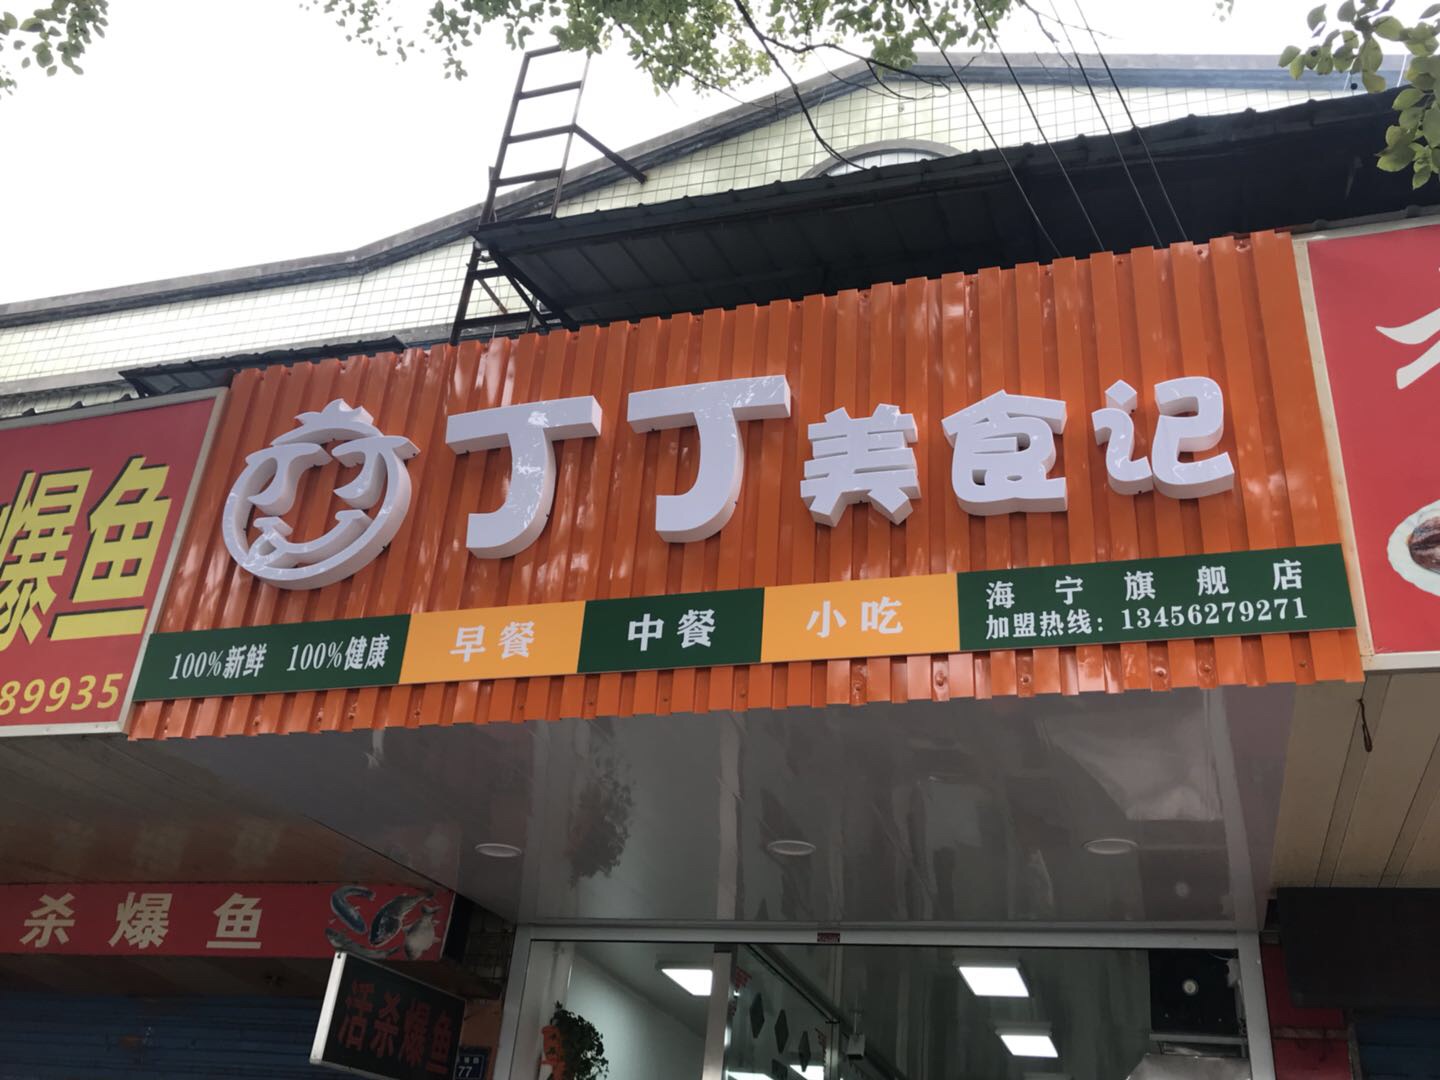 丁丁美食记
100%新鲜 100%健康 早餐 中餐 小吃
海宁旗舰店
加盟热线：13456279271
爆鱼
89935
杀爆鱼
活杀爆鱼
77